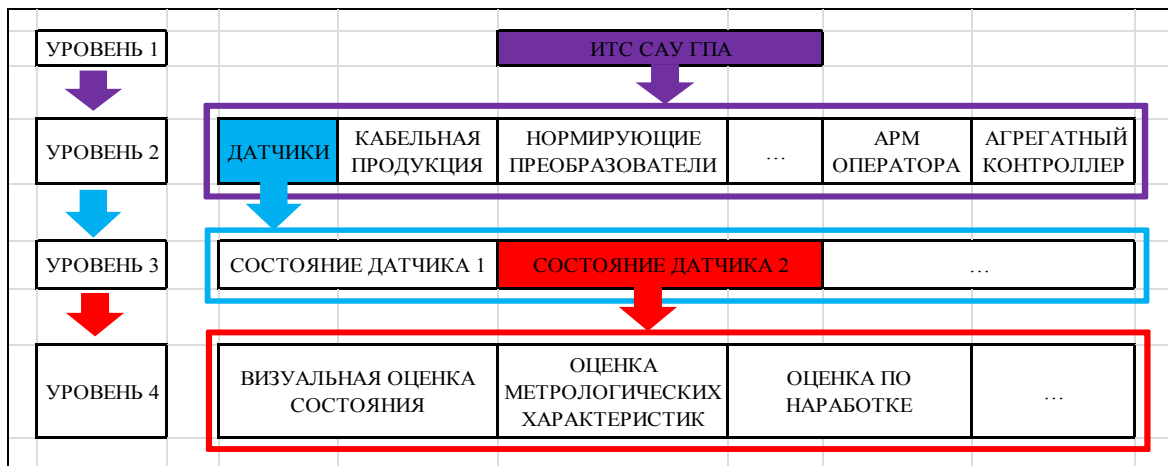 УРОВЕНЬ 1
ИТС САУ ГПА
УРОВЕНЬ 2
ДАТЧИКИ
КАБЕЛЬНАЯ
ПРОДУКЦИЯ
НОРМИРУЮЩИЕ
ПРЕОБРАЗОВАТЕЛИ
…
АРМ
ОПЕРАТОРА
АГРЕГАТНЫЙ
КОНТРОЛЛЕР
УРОВЕНЬ 3
СОСТОЯНИЕ ДАТЧИКА 1
СОСТОЯНИЕ ДАТЧИКА 2
…
УРОВЕНЬ 4
ВИЗУАЛЬНАЯ ОЦЕНКА
СОСТОЯНИЯ
ОЦЕНКА
МЕТРОЛОГИЧЕСКИХ
ХАРАКТЕРИСТИК
ОЦЕНКА ПО
НАРАБОТКЕ
…